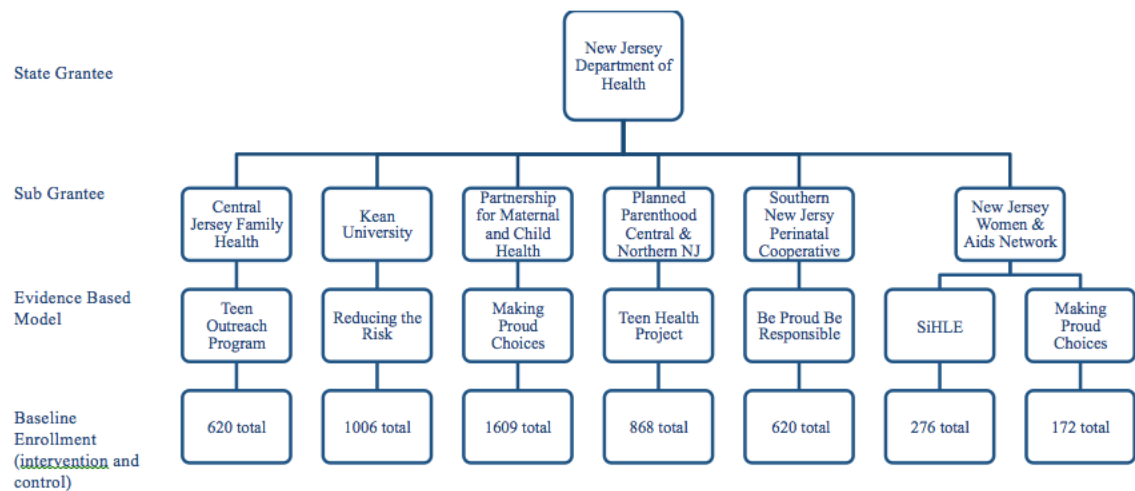 New Jersey
Department of
Health
State Grantee
Sub Grantee
Central
Jersey Family
Health
Kean
University
Partnership
for Maternal
and Child
Health
Planned
Parenthood
Central &
Northern NJ
Southern
New Jersy
Perinatal
Cooperative
New Jersey
Women &
Aids Network
Evidence Based
Model
Teen
Outreach
Program
Reducing the
Risk
Making
Proud
Choices
Teen Health
Project
Be Proud Be
Responsible
SiHLE
Making
Proud
Choices
Baseline
Enrollment
(intervention and
control)
620 total
1006 total
1609 total
868 total
620 total
276 total
172 total